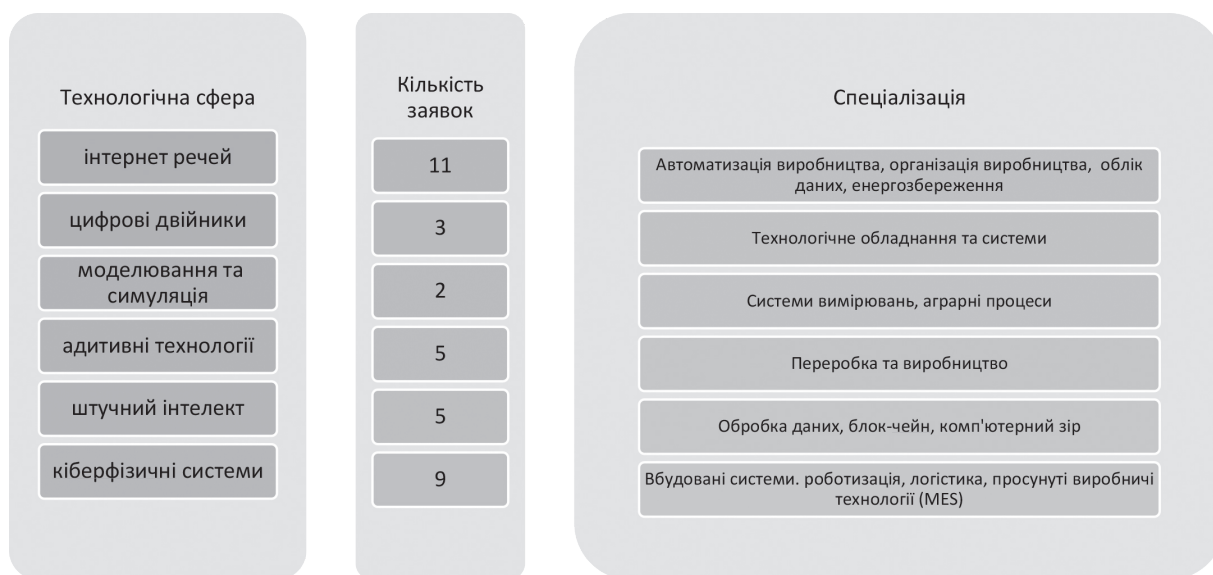 Технологічна сфера
інтернет речей
цифрові двійники
моделювання та
симуляція
адитивні технології
штучний інтелект
кіберфізичні системи
Кількість
заявок
11
3
2
5
5
9
Спеціалізація
Автоматизація виробництва, організація виробництва, облік
даних, енергозбереження
Технологічне обладнання та системи
Системи вимірювань, аграрні процеси
Переробка та виробництво
Обробка даних, блок-чейн, комп'ютерний зір
Вбудовані системи. роботизація, логістика, просунуті виробничі
технології (MES)